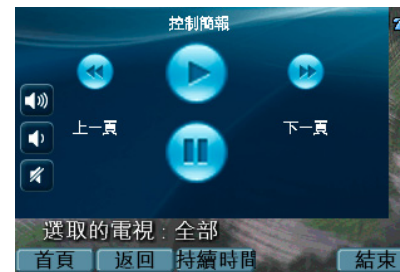 控制簡報
上一頁
下一頁
選取的電視 : 全部
首頁 返回 持續時間 結束